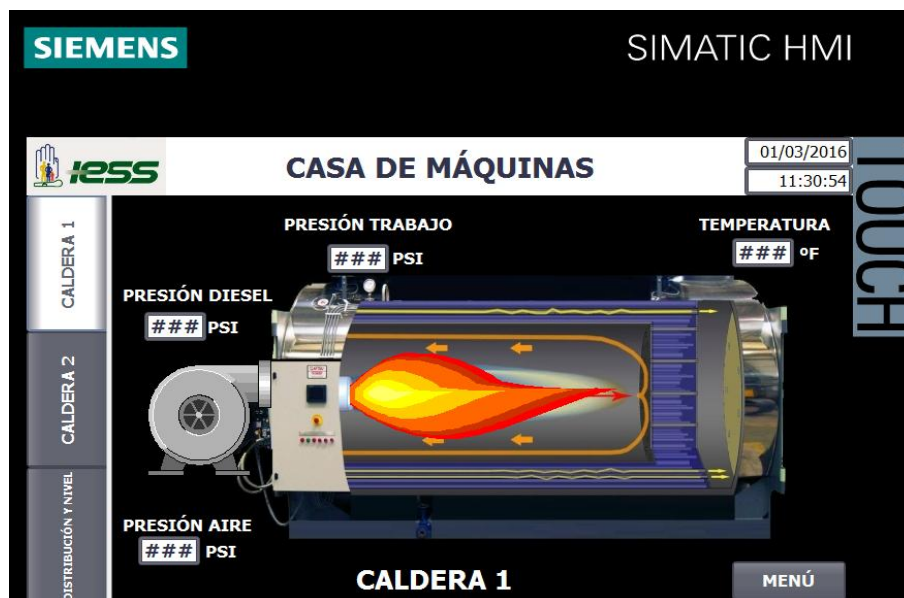 SIEMENS
SIMATIC HMI
TOUCH
IESS
CASA DE MÁQUINAS
01/03/2016
11:30:54
CALDERA 1
CALDERA 2
DISTRIBUCIÓN Y NIVEL
PRESIÓN TRABAJO
### PSI
TEMPERATURA
### ºF
PRESIÓN DIESEL
### PSI
PRESIÓN AIRE
### PSI
CALDERA 1
MENÚ